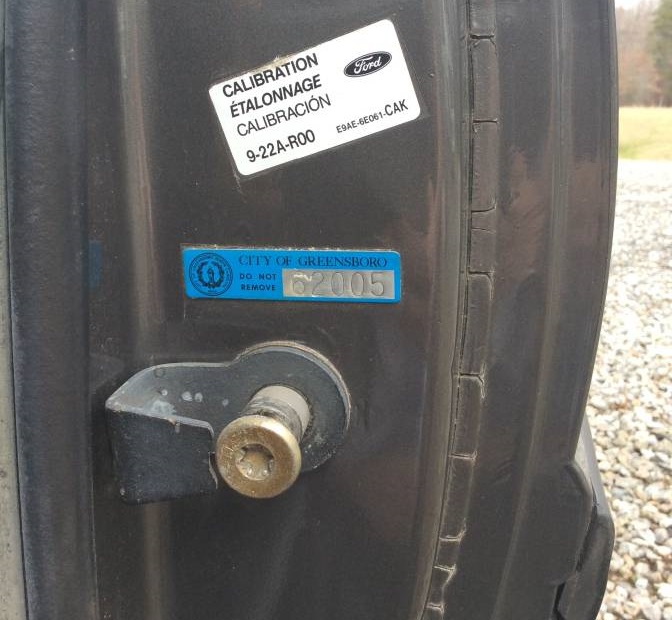 CALIBRATION
ÉTALONNAGE
CALIBRACIÓN
9-22A-R00
Ford
E9AE-6E061-CAK
CITY OF GREENSBORO
DO NOT
REMOVE
62005